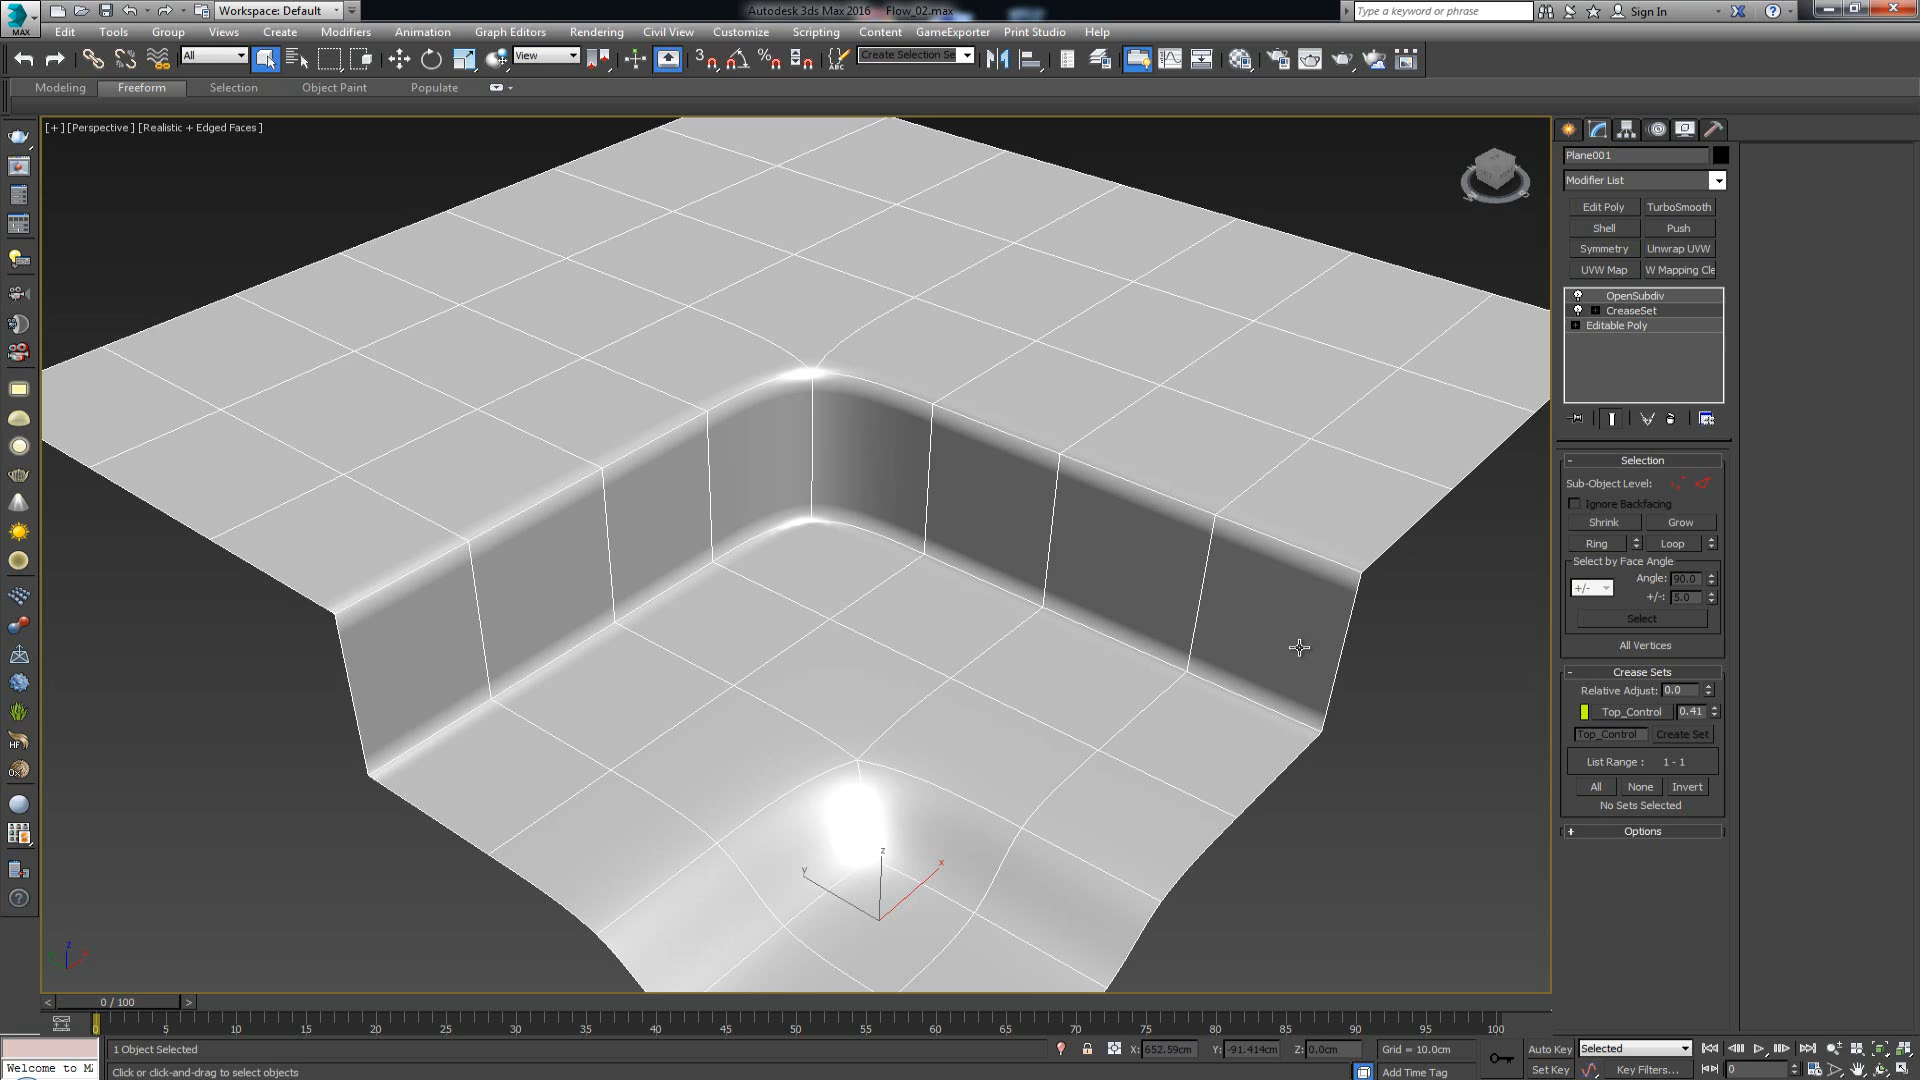 Workspace: Default
Autodesk 3ds Max 2016
Flow_02.max
Type a keyword or phrase
Sign In
MAX
Edit
Tools
Group
Views
Create
Modifiers
Animation
Graph Editors
Rendering
Civil View
Customize
Scripting
Content
GameExporter
Print Studio
Help
All
View
3
ABC
Create Selection Se
Modeling
Freeform
Selection
Object Paint
Populate
[+] [Perspective] [Realistic + Edged Faces]
Plane001
Modifier List
Edit Poly
TurboSmooth
Shell
Push
Symmetry
Unwrap UVW
UVW Map
W Mapping Cle
OpenSubdiv
CreaseSet
Editable Poly
Selection
Sub-Object Level:
Ignore Backfacing
Shrink
Grow
Ring
Loop
Select by Face Angle
+/-
Angle: 90.0
+/-: 5.0
Select
All Vertices
Crease Sets
Relative Adjust: 0.0
Top_Control 0.41
Top_Control
Create Set
List Range : 1 - 1
All
None
Invert
No Sets Selected
Options
HF
Ox
z
y
x
z
0 / 100
0 5 10 15 20 25 30 35 40 45 50 55 60 65 70 75 80 85 90 95 100
1 Object Selected
X: 652.59cm
Y: -91.414cm
Z: 0.0cm
Grid = 10.0cm
Auto Key
Selected
Welcome to M
Click or click-and-drag to select objects
Add Time Tag
Set Key
Key Filters...
0